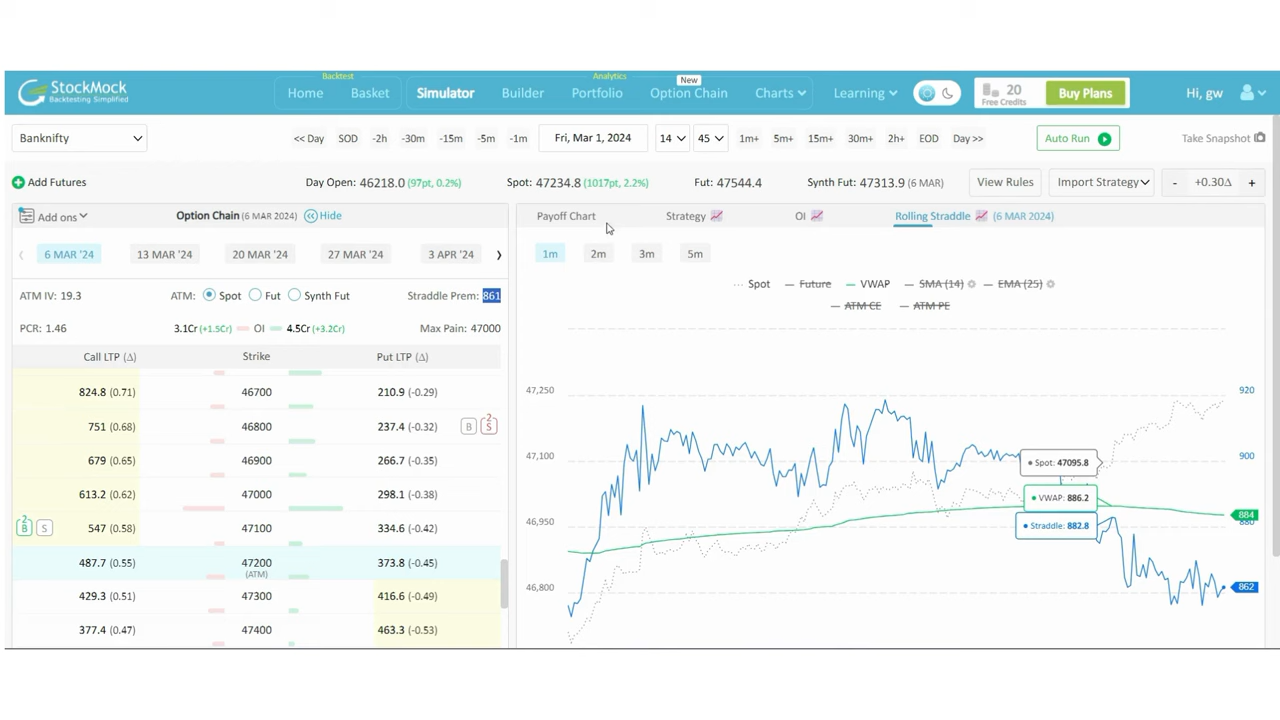 Backtest
Analytics
New
StockMock
Backtesting Simplified
Home Basket Simulator Builder Portfolio Option Chain Charts Learning
20
Free Credits
Buy Plans
Hi, gw
Banknifty
<< Day SOD -2h -30m -15m -5m -1m Fri, Mar 1, 2024 14 45 1m+ 5m+ 15m+ 30m+ 2h+ EOD Day >>
Auto Run
Take Snapshot
Add Futures
Day Open: 46218.0 (97pt, 0.2%) Spot: 47234.8 (1017pt, 2.2%) Fut: 47544.4 Synth Fut: 47313.9 (6 MAR)
View Rules Import Strategy - +0.30Δ +
Add ons Option Chain (6 MAR 2024) Hide
6 MAR '24 13 MAR '24 20 MAR '24 27 MAR '24 3 APR '24
ATM IV: 19.3 ATM: Spot Fut Synth Fut Straddle Prem: 861
PCR: 1.46 3.1Cr (+1.5Cr) OI 4.5Cr (+3.2Cr) Max Pain: 47000
Call LTP (Δ) Strike Put LTP (Δ)
824.8 (0.71) 46700 210.9 (-0.29)
751 (0.68) 46800 237.4 (-0.32) B 2 S
679 (0.65) 46900 266.7 (-0.35)
613.2 (0.62) 47000 298.1 (-0.38)
2 B S 547 (0.58) 47100 334.6 (-0.42)
487.7 (0.55) 47200 373.8 (-0.45)
(ATM)
429.3 (0.51) 47300 416.6 (-0.49)
377.4 (0.47) 47400 463.3 (-0.53)
Payoff Chart Strategy OI Rolling Straddle (6 MAR 2024)
1m 2m 3m 5m
Spot Future VWAP SMA (14) EMA (25)
ATM CE ATM PE
47,250 920
47,100 900
46,950 880
46,800
Spot: 47095.8
VWAP: 886.2
Straddle: 882.8
884
862